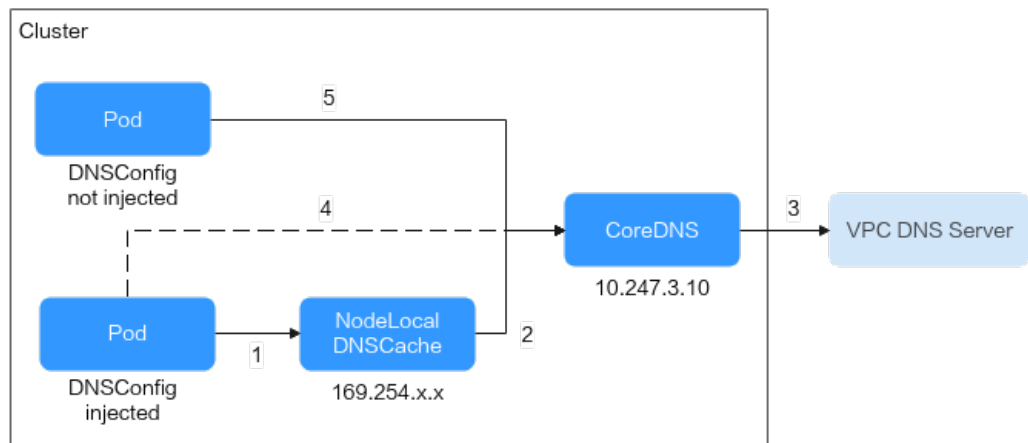 Cluster
5
Pod
DNSConfig
not injected
4
CoreDNS
3
VPC DNS Server
10.247.3.10
Pod
1
NodeLocal
DNSCache
2
DNSConfig
injected
169.254.x.x